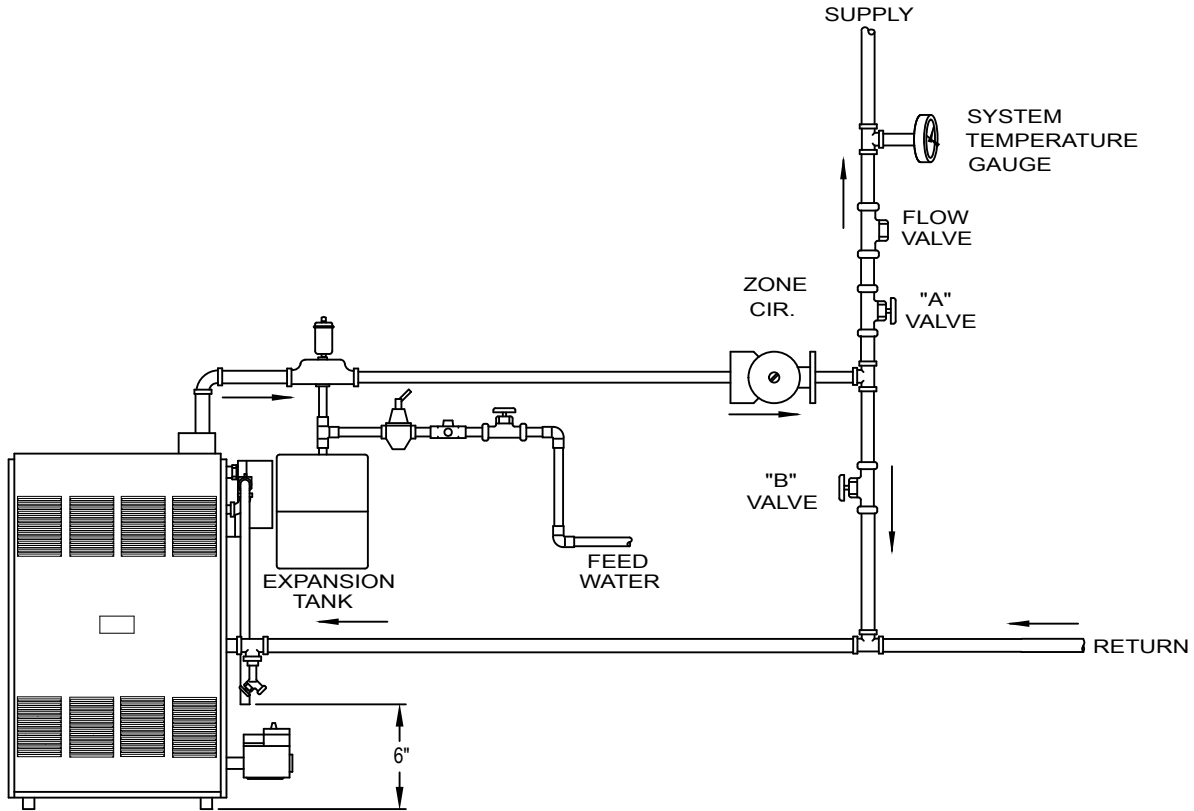 SUPPLY
SYSTEM
TEMPERATURE
GAUGE
FLOW
VALVE
ZONE
CIR.
"A"
VALVE
"B"
VALVE
FEED
WATER
EXPANSION
TANK
RETURN
6"